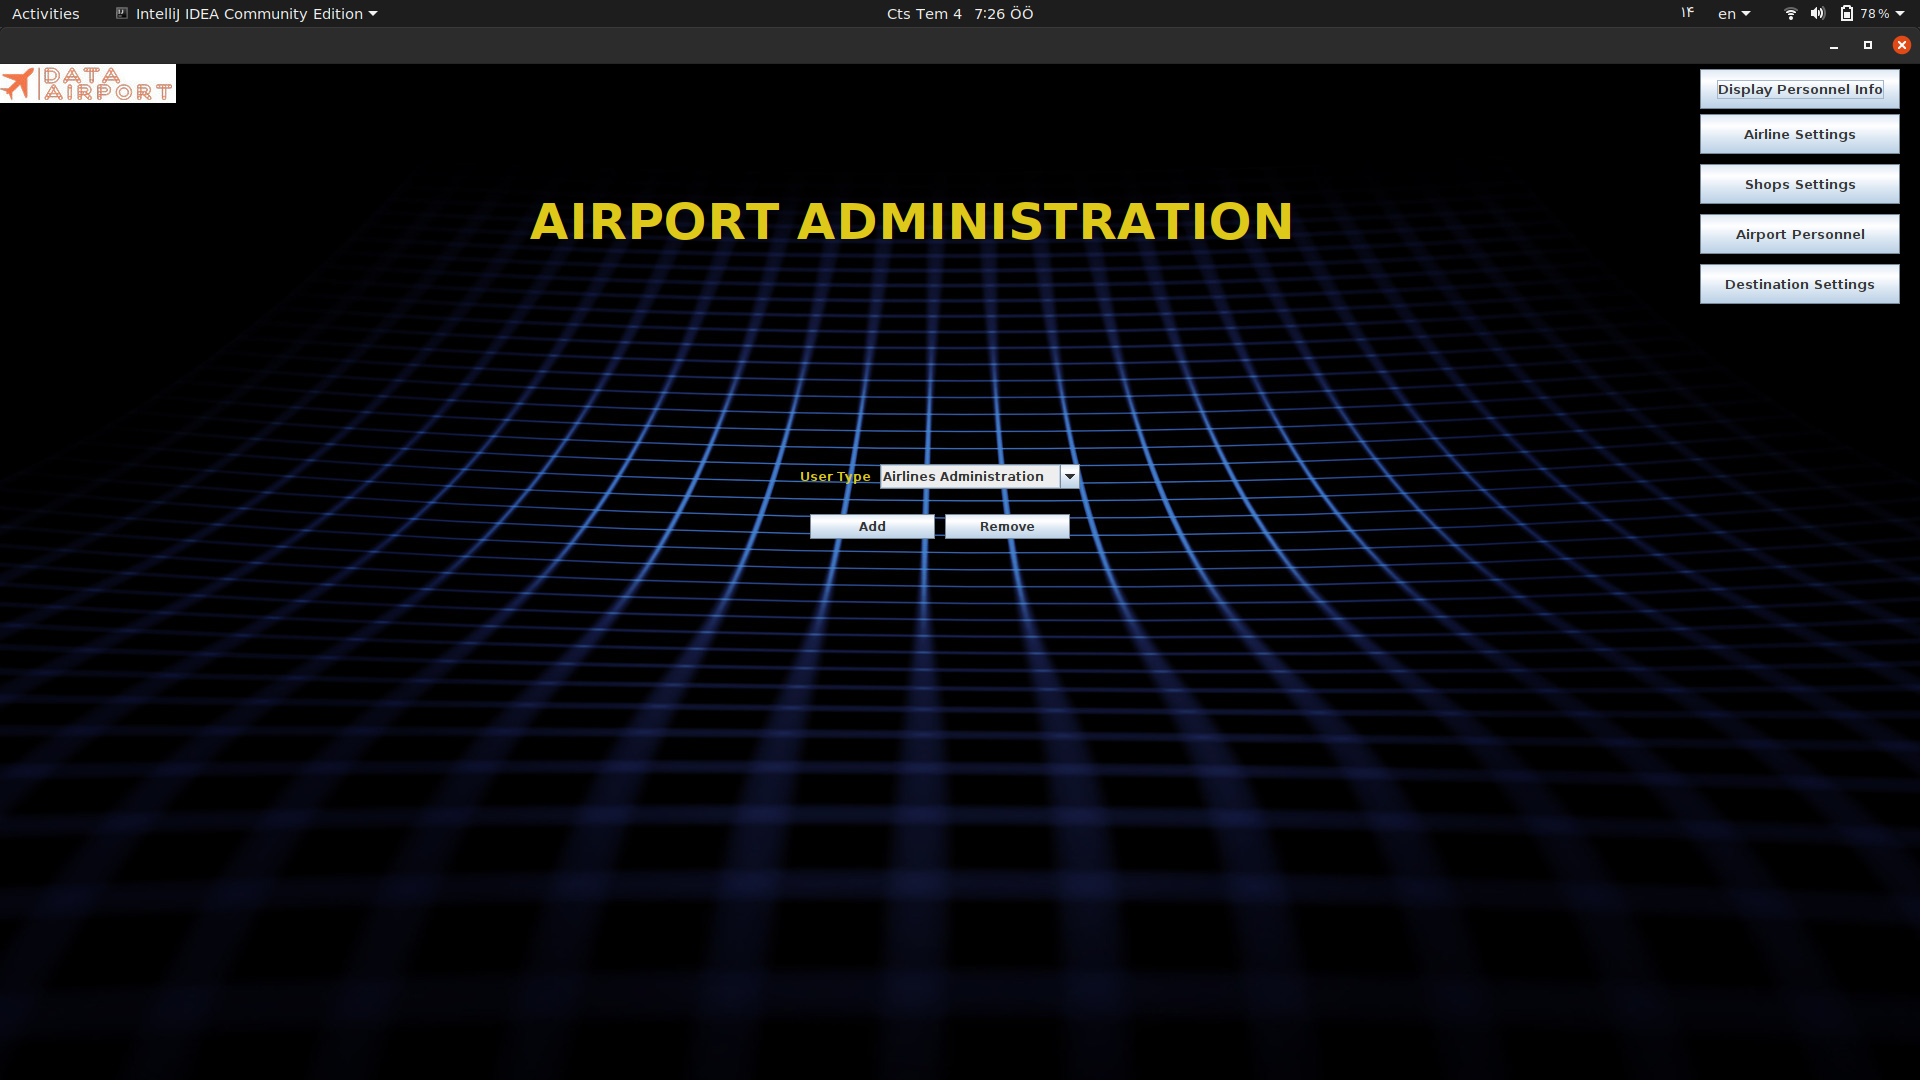 Activities IntelliJ IDEA Community Edition Cts Tem 4 7:26 ÖÖ ۱۴ en 78 %
DATA
AIRPORT
Display Personnel Info
Airline Settings
Shops Settings
AIRPORT ADMINISTRATION
Airport Personnel
Destination Settings
User Type Airlines Administration
Add Remove